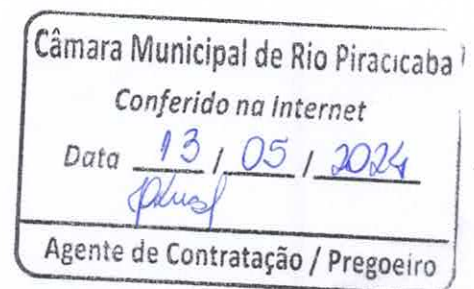 Câmara Municipal de Rio Piracicaba
Conferido na Internet
Data 13 / 05 / 2024
Agente de Contratação / Pregoeiro